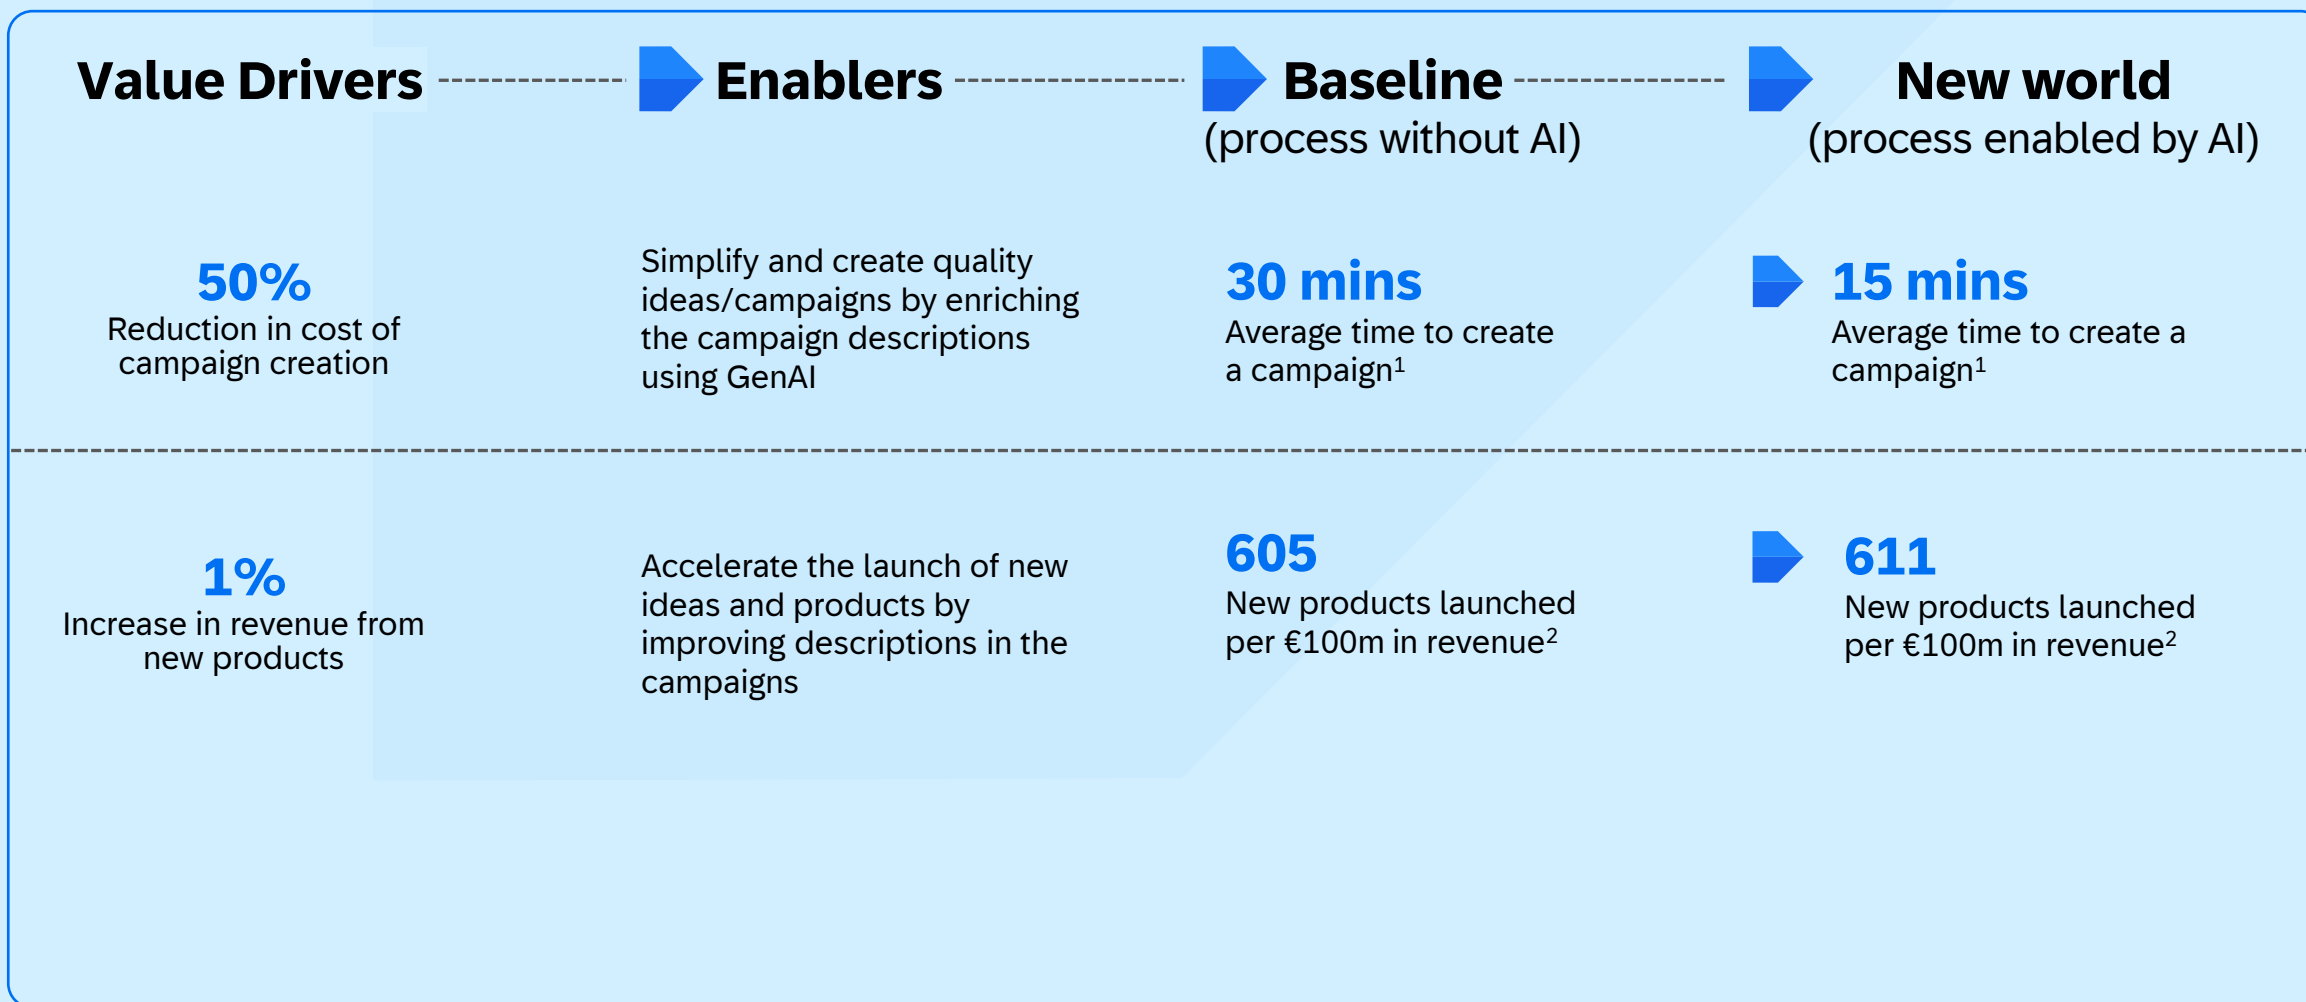 Value Drivers
Enablers
Baseline
(process without AI)
New world
(process enabled by AI)
50%
Reduction in cost of
campaign creation
Simplify and create quality
ideas/campaigns by enriching
the campaign descriptions
using GenAI
30 mins
Average time to create
a campaign¹
15 mins
Average time to create a
campaign¹
1%
Increase in revenue from
new products
Accelerate the launch of new
ideas and products by
improving descriptions in the
campaigns
605
New products launched
per €100m in revenue²
611
New products launched
per €100m in revenue²